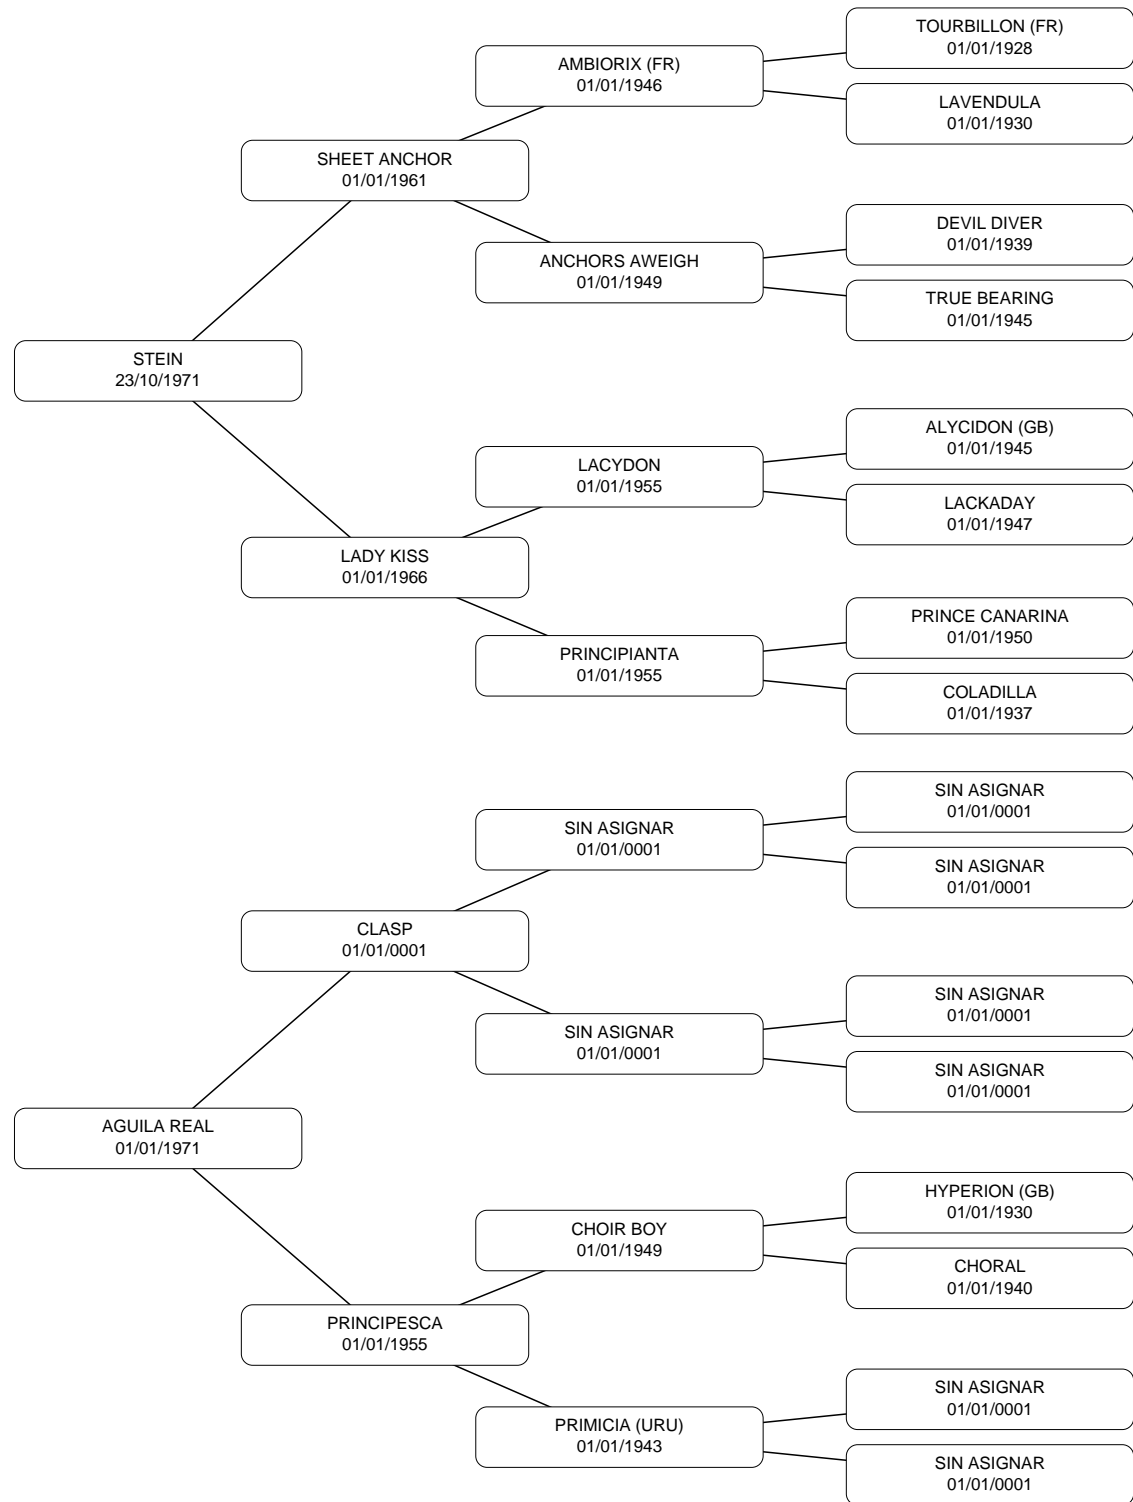 TOURBILLON (FR)
01/01/1928
AMBIORIX (FR)
01/01/1946
LAVENDULA
01/01/1930
SHEET ANCHOR
01/01/1961
DEVIL DIVER
01/01/1939
ANCHORS AWEIGH
01/01/1949
TRUE BEARING
01/01/1945
STEIN
23/10/1971
ALYCIDON (GB)
01/01/1945
LACYDON
01/01/1955
LACKADAY
01/01/1947
LADY KISS
01/01/1966
PRINCE CANARINA
01/01/1950
PRINCIPIANTA
01/01/1955
COLADILLA
01/01/1937
SIN ASIGNAR
01/01/0001
SIN ASIGNAR
01/01/0001
SIN ASIGNAR
01/01/0001
CLASP
01/01/0001
SIN ASIGNAR
01/01/0001
SIN ASIGNAR
01/01/0001
SIN ASIGNAR
01/01/0001
AGUILA REAL
01/01/1971
HYPERION (GB)
01/01/1930
CHOIR BOY
01/01/1949
CHORAL
01/01/1940
PRINCIPESCA
01/01/1955
SIN ASIGNAR
01/01/0001
PRIMICIA (URU)
01/01/1943
SIN ASIGNAR
01/01/0001